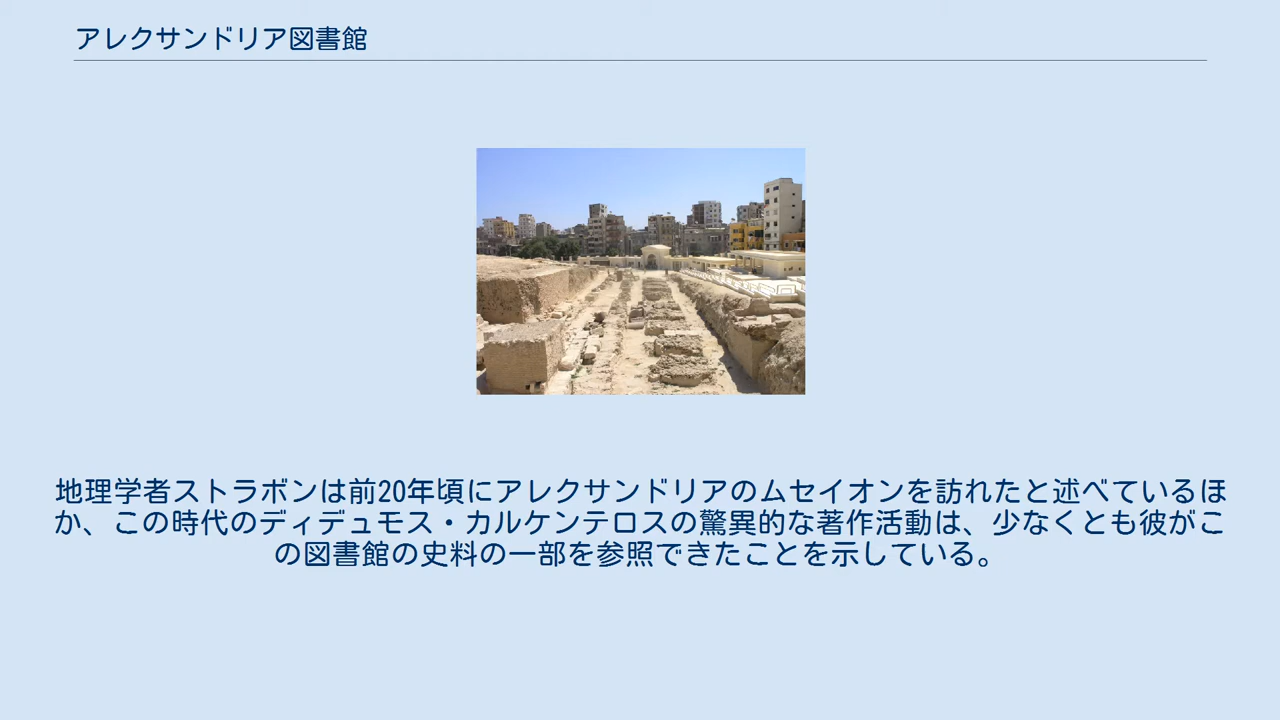 アレクサンドリア図書館
地理学者ストラボンは前20年頃にアレクサンドリアのムセイオンを訪れたと述べているほ
か、この時代のディデュモス・カルケンテロスの驚異的な著作活動は、少なくとも彼がこ
の図書館の史料の一部を参照できたことを示している。